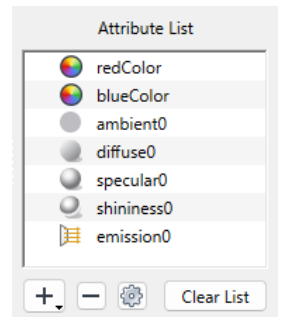 Attribute List
redColor
blueColor
ambient0
diffuse0
specular0
shininess0
emission0
Clear List